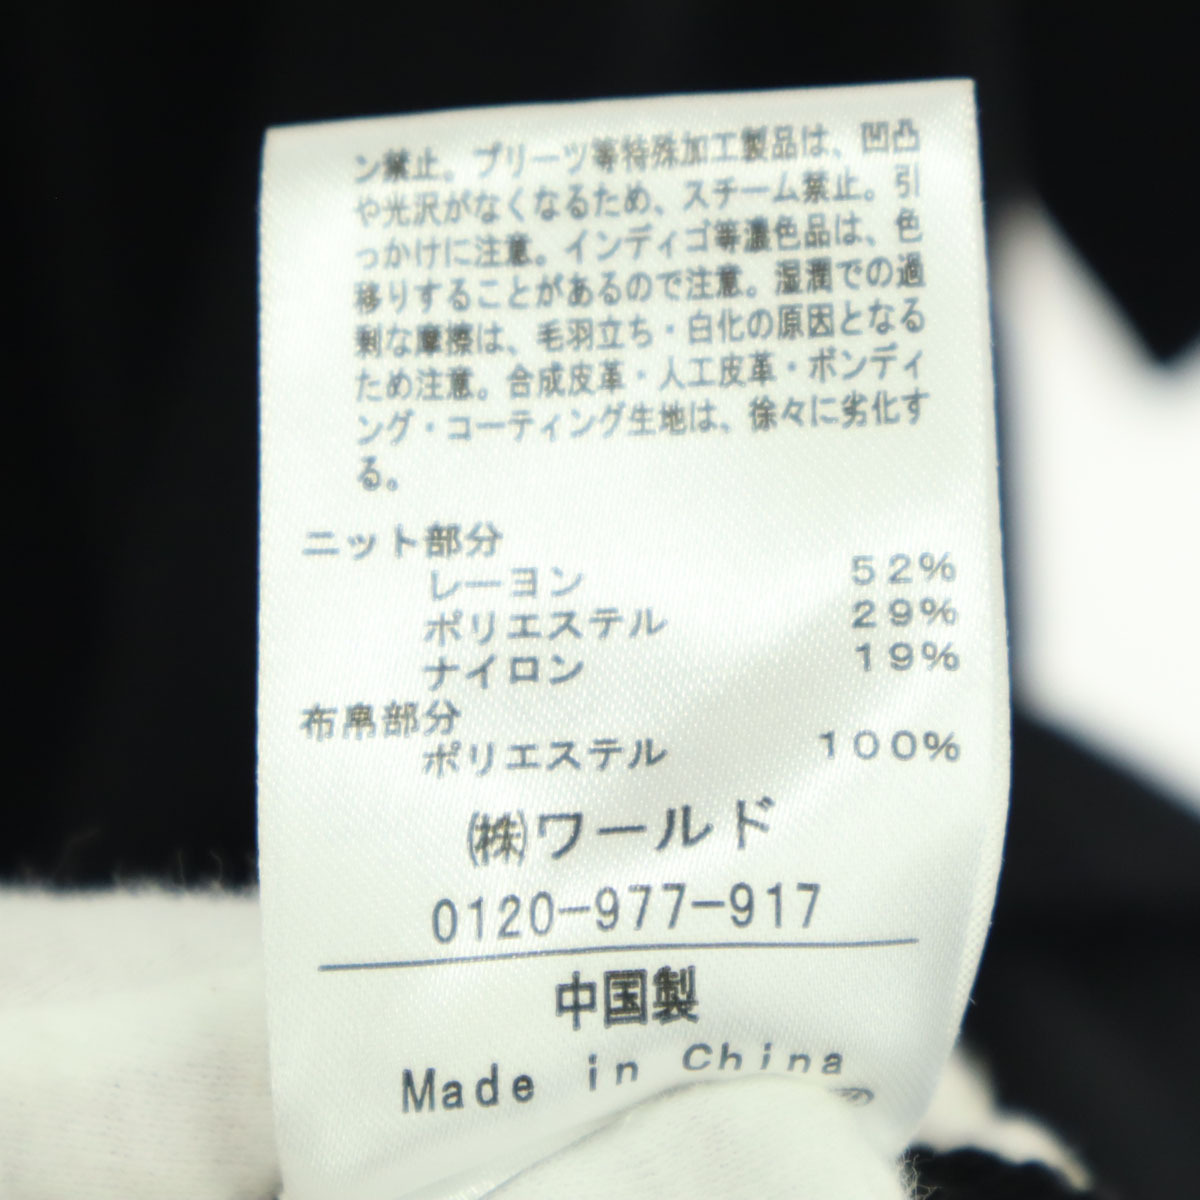 ン禁止。プリーツ等特殊加工製品は、凹凸
や光沢がなくなるため、スチーム禁止。引
っかけに注意。インディゴ等濃色品は、色
移りすることがあるので注意。湿潤での過
剰な摩擦は、毛羽立ち・白化の原因となる
ため注意。合成皮革・人工皮革・ボンディ
ング・コーティング生地は、徐々に劣化す
る。
ニット部分
レーヨン 52%
ポリエステル 29%
ナイロン 19%
布帛部分
ポリエステル 100%
㈱ワールド
0120-977-917
中国製
Made in China